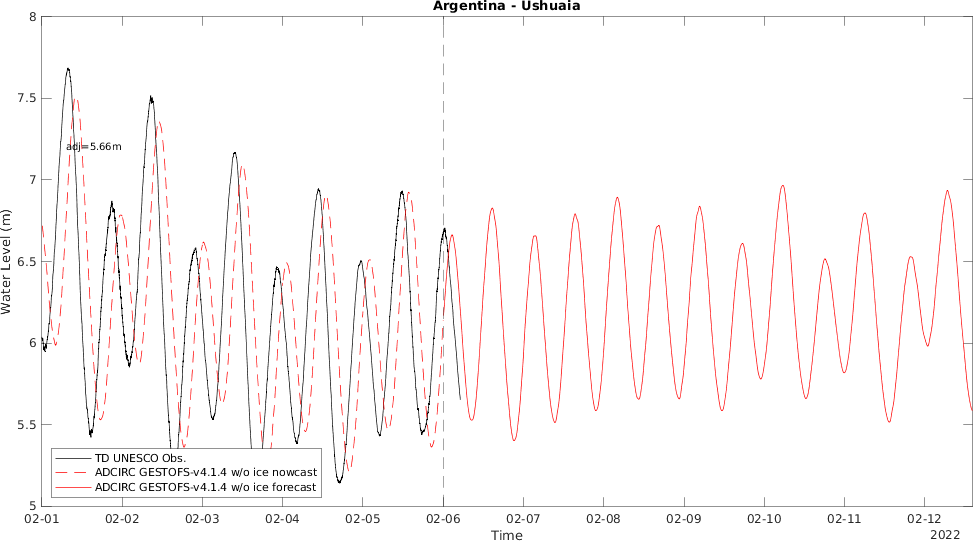 Argentina - Ushuaia
8
7.5
7
6.5
6
5.5
5
Water Level (m)
adj=5.66m
TD UNESCO Obs.
ADCIRC GESTOFS-v4.1.4 w/o ice nowcast
ADCIRC GESTOFS-v4.1.4 w/o ice forecast
02-01 02-02 02-03 02-04 02-05 02-06 02-07 02-08 02-09 02-10 02-11 02-12
Time
2022